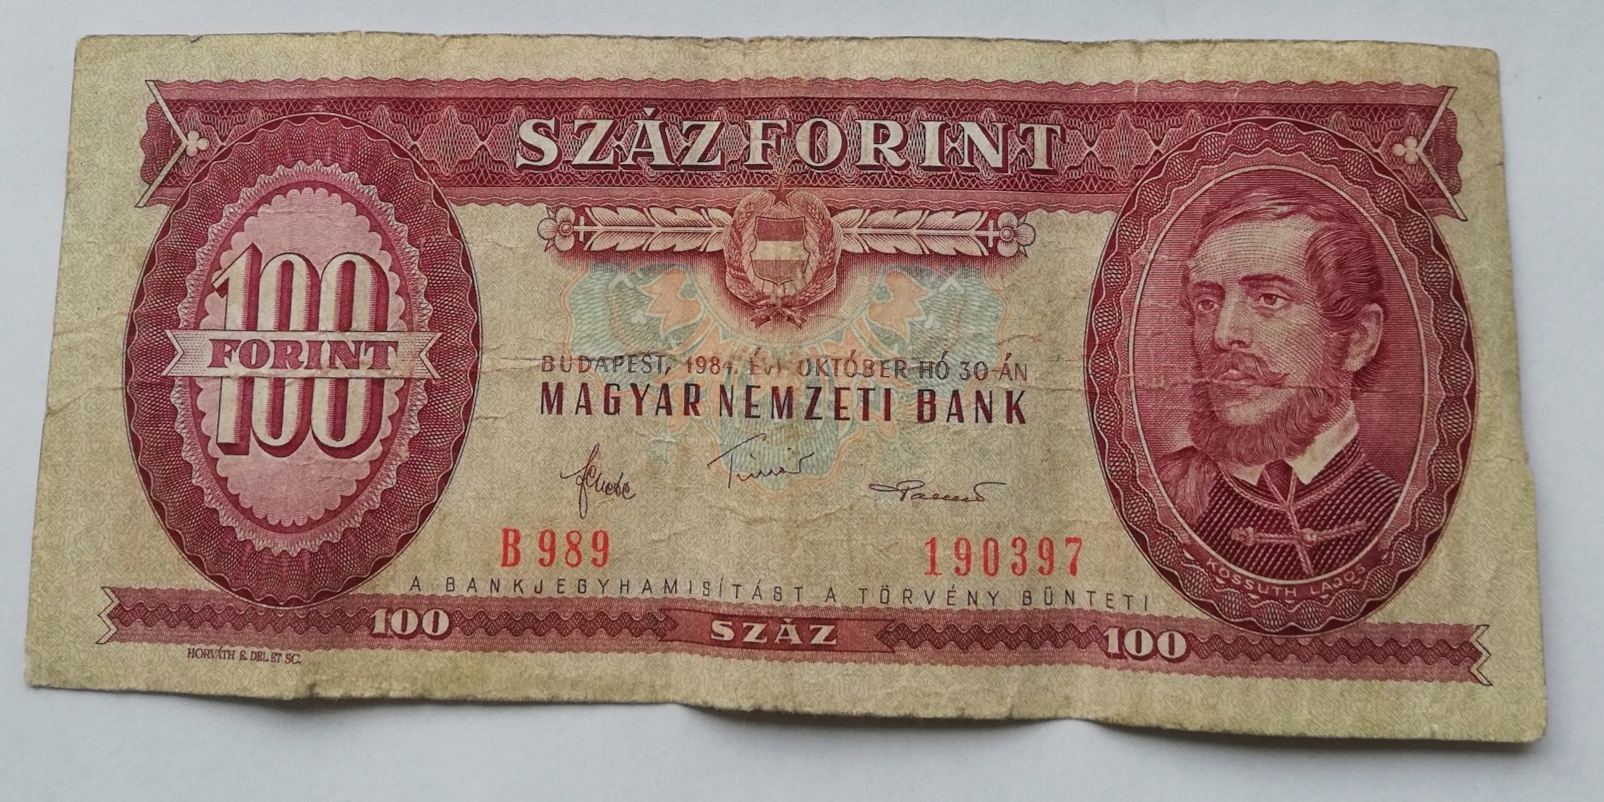 SZÁZ FORINT
100
FORINT
100
BUDAPEST, 1984. ÉVI OKTÓBER HÓ 30-ÁN
MAGYAR NEMZETI BANK
B 989
190397
KOSSUTH LAJOS
A BANKJEGYHAMISÍTÁST A TÖRVÉNY BÜNTETI
100 SZÁZ 100
HORVÁTH E. DEL. ET SC.